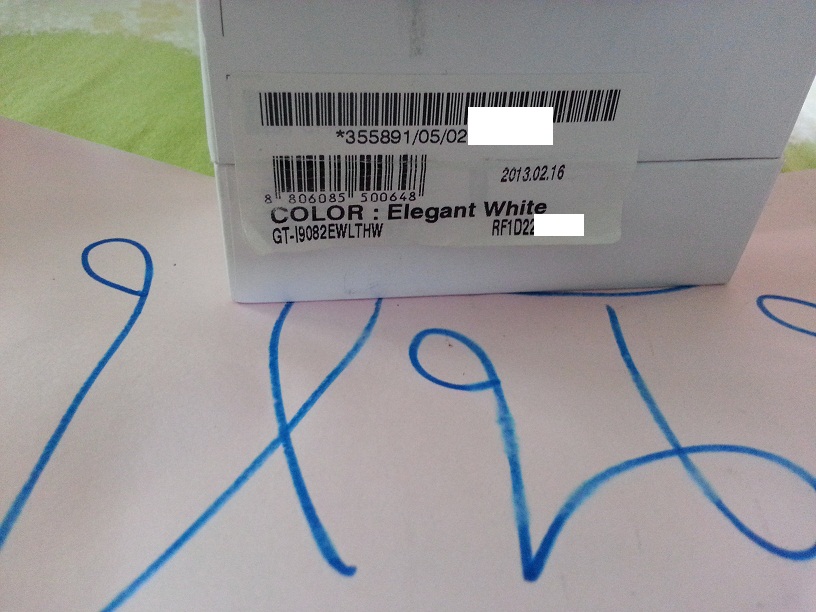 *355891/05/02
8 806085 500648
2013.02.16
COLOR : Elegant White
GT-I9082EWLTHW RF1D22